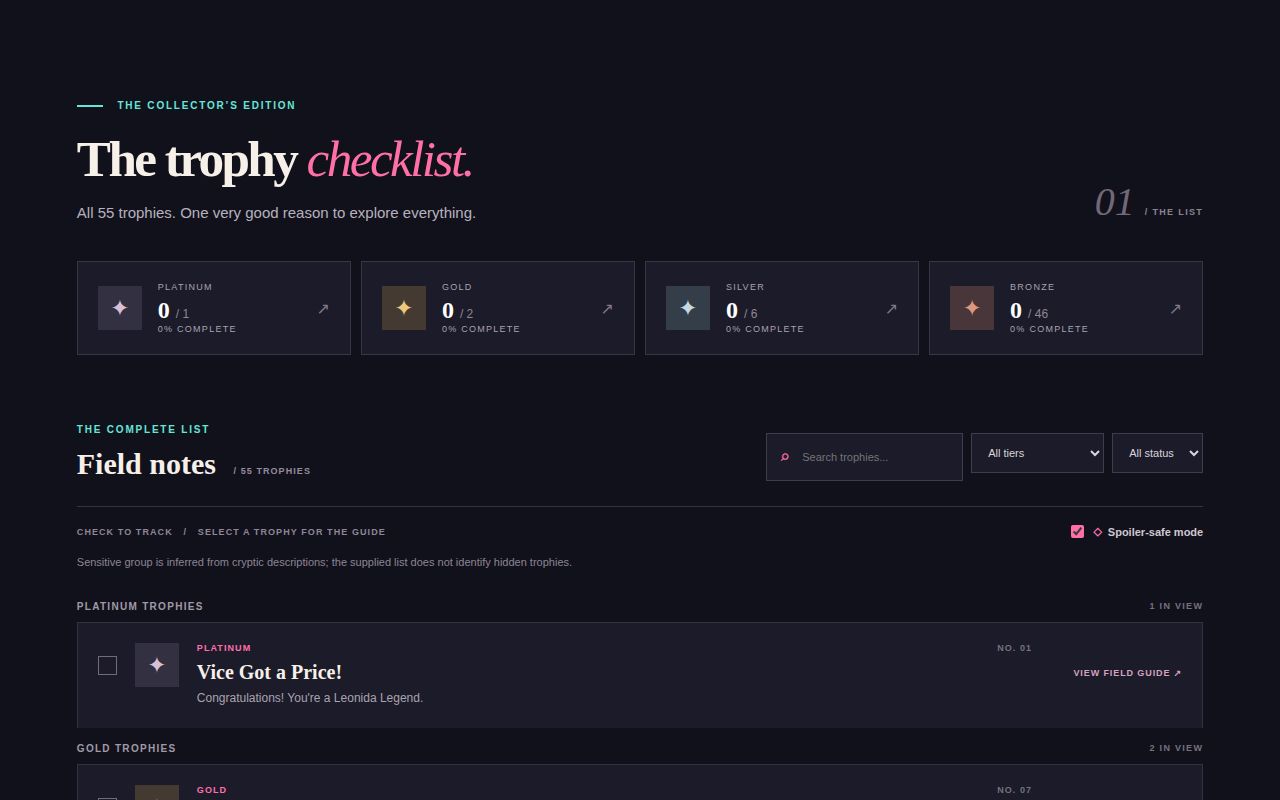 THE COLLECTOR'S EDITION
The trophy checklist.
All 55 trophies. One very good reason to explore everything.
01 / THE LIST
PLATINUM
0 / 1
0% COMPLETE
↗
GOLD
0 / 2
0% COMPLETE
↗
SILVER
0 / 6
0% COMPLETE
↗
BRONZE
0 / 46
0% COMPLETE
↗
THE COMPLETE LIST
Field notes / 55 TROPHIES
Search trophies...
All tiers
All status
CHECK TO TRACK / SELECT A TROPHY FOR THE GUIDE
Spoiler-safe mode
Sensitive group is inferred from cryptic descriptions; the supplied list does not identify hidden trophies.
PLATINUM TROPHIES
1 IN VIEW
PLATINUM
NO. 01
Vice Got a Price!
VIEW FIELD GUIDE ↗
Congratulations! You're a Leonida Legend.
GOLD TROPHIES
2 IN VIEW
GOLD
NO. 07